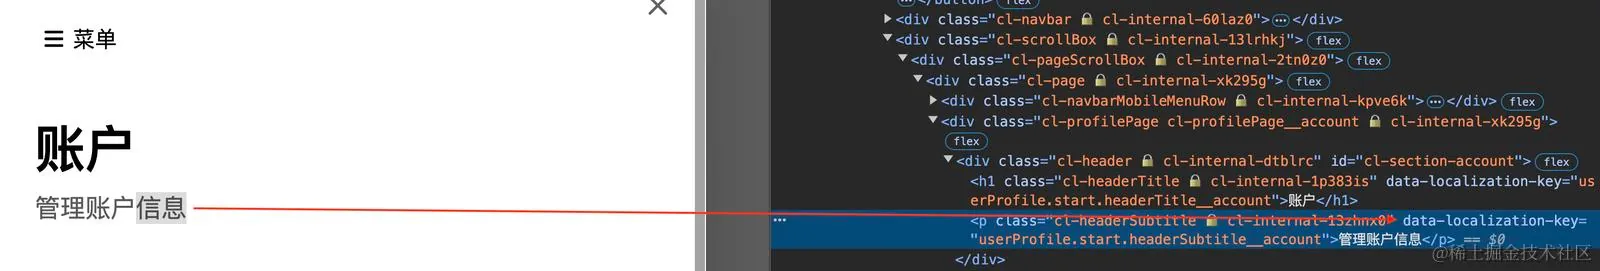 菜单
账户
管理账户信息
</button>
<div class="cl-navbar 🔒 cl-internal-60laz0">…</div>
<div class="cl-scrollBox 🔒 cl-internal-13lrhkj"> flex
<div class="cl-pageScrollBox 🔒 cl-internal-2tn0z0"> flex
<div class="cl-page 🔒 cl-internal-xk295g"> flex
<div class="cl-navbarMobileMenuRow 🔒 cl-internal-kpve6k">…</div> flex
<div class="cl-profilePage cl-profilePage__account 🔒 cl-internal-xk295g">
flex
<div class="cl-header 🔒 cl-internal-dtblrc" id="cl-section-account"> flex
<h1 class="cl-headerTitle 🔒 cl-internal-1p383is" data-localization-key="us
erProfile.start.headerTitle__account">账户</h1>
<p class="cl-headerSubtitle 🔒 cl-internal-13zhnx0" data-localization-key=
"userProfile.start.headerSubtitle__account">管理账户信息</p> == $0
</div>
@稀土掘金技术社区